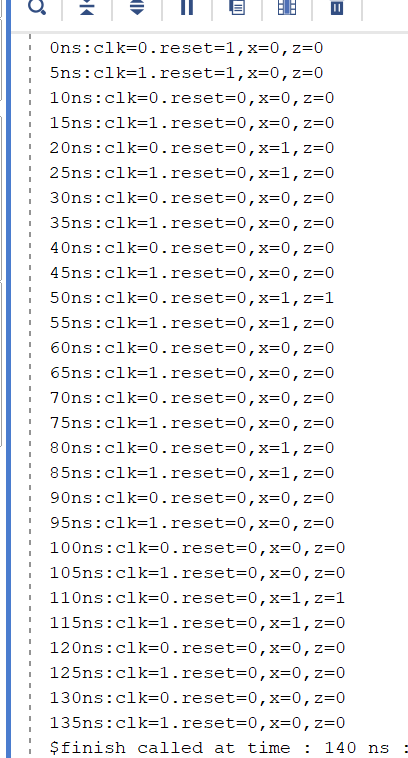 0ns:clk=0.reset=1,x=0,z=0
5ns:clk=1.reset=1,x=0,z=0
10ns:clk=0.reset=0,x=0,z=0
15ns:clk=1.reset=0,x=0,z=0
20ns:clk=0.reset=0,x=1,z=0
25ns:clk=1.reset=0,x=1,z=0
30ns:clk=0.reset=0,x=0,z=0
35ns:clk=1.reset=0,x=0,z=0
40ns:clk=0.reset=0,x=0,z=0
45ns:clk=1.reset=0,x=0,z=0
50ns:clk=0.reset=0,x=1,z=1
55ns:clk=1.reset=0,x=1,z=0
60ns:clk=0.reset=0,x=0,z=0
65ns:clk=1.reset=0,x=0,z=0
70ns:clk=0.reset=0,x=0,z=0
75ns:clk=1.reset=0,x=0,z=0
80ns:clk=0.reset=0,x=1,z=0
85ns:clk=1.reset=0,x=1,z=0
90ns:clk=0.reset=0,x=0,z=0
95ns:clk=1.reset=0,x=0,z=0
100ns:clk=0.reset=0,x=0,z=0
105ns:clk=1.reset=0,x=0,z=0
110ns:clk=0.reset=0,x=1,z=1
115ns:clk=1.reset=0,x=1,z=0
120ns:clk=0.reset=0,x=0,z=0
125ns:clk=1.reset=0,x=0,z=0
130ns:clk=0.reset=0,x=0,z=0
135ns:clk=1.reset=0,x=0,z=0
$finish called at time : 140 ns :